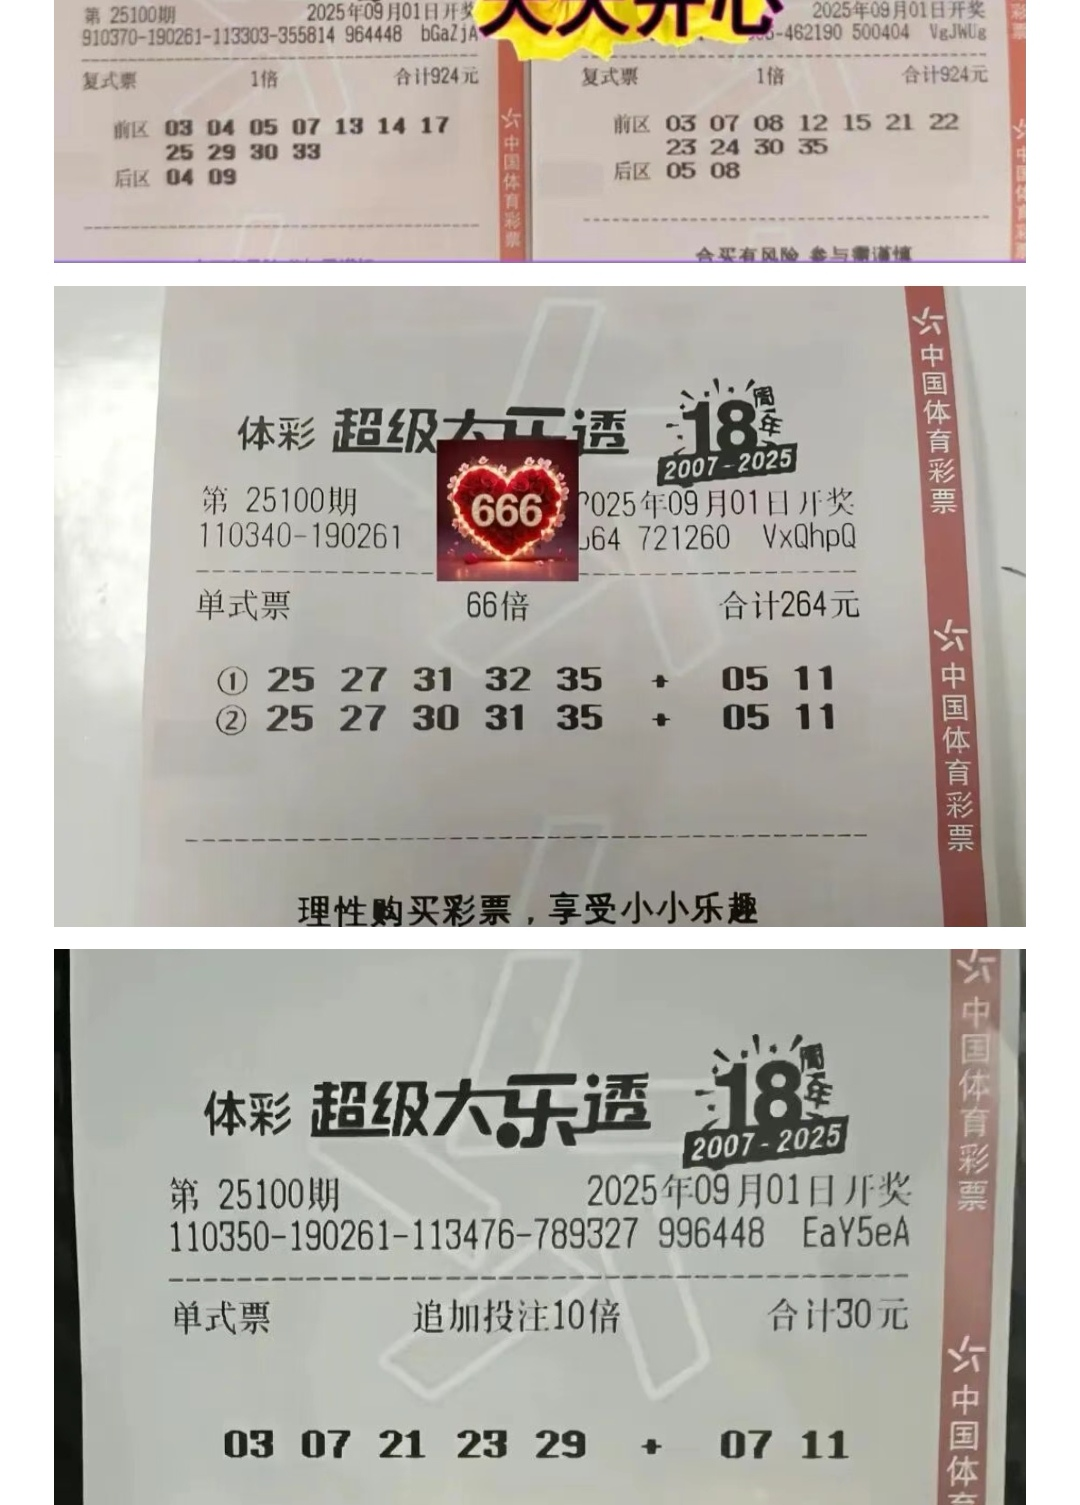 第 25100期 2025年09月01日开奖
910370-190261-113303-355814 964448 bGaZjA
复式票 1倍 合计924元
前区 03 04 05 07 13 14 17
25 29 30 33
后区 04 09
天天开心
2025年09月01日开奖
-462190 500404 VgJWUg
复式票 1倍 合计924元
前区 03 07 08 12 15 21 22
23 24 30 35
后区 05 08
合买有风险 参与需谨慎
中国体育彩票
体彩 超级大乐透 18周年
2007-2025
第 25100期 2025年09月01日开奖
110340-190261 64 721260 VxQhpQ
666
单式票 66倍 合计264元
① 25 27 31 32 35 + 05 11
② 25 27 30 31 35 + 05 11
理性购买彩票，享受小小乐趣
中国体育彩票
中国体育彩票
体彩 超级大乐透 18周年
2007-2025
第 25100期 2025年09月01日开奖
110350-190261-113476-789327 996448 EaY5eA
单式票 追加投注10倍 合计30元
03 07 21 23 29 + 07 11
中国体育彩票
中国体